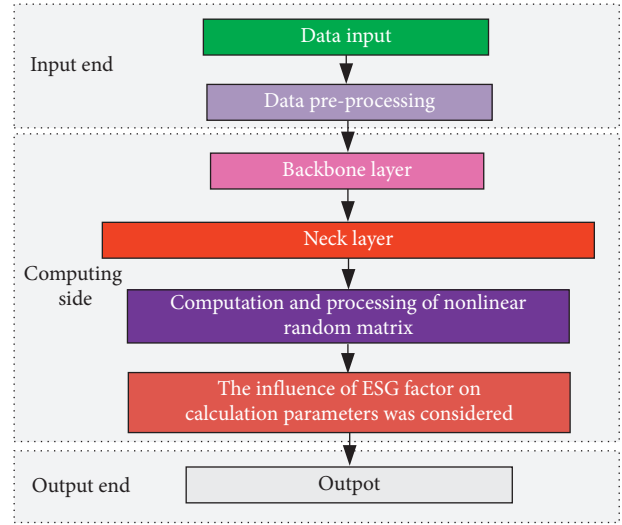 Input end
Data input
Data pre-processing
Computing
side
Backbone layer
Neck layer
Computation and processing of nonlinear
random matrix
The influence of ESG factor on
calculation parameters was considered
Output end
Outpot